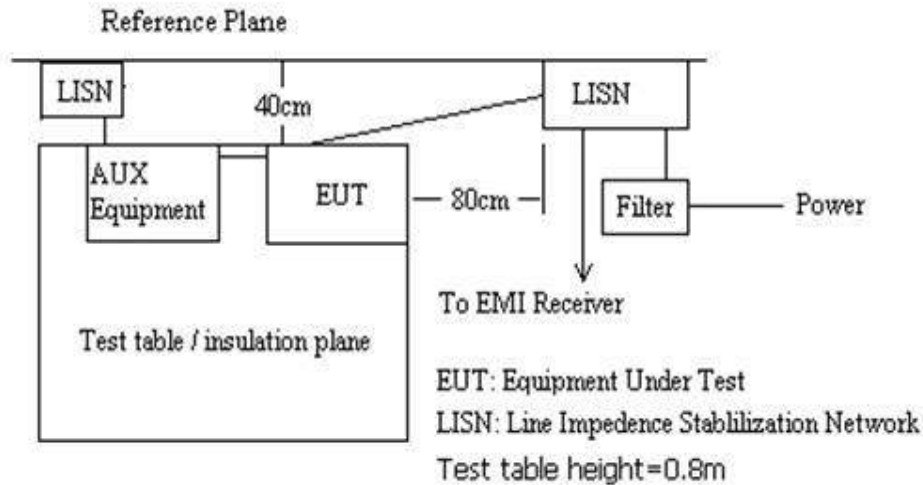 Reference Plane
LISN
40cm
LISN
AUX
Equipment
EUT
80cm
Filter
Power
To EMI Receiver
Test table / insulation plane
EUT: Equipment Under Test
LISN: Line Impedence Stablilization Network
Test table height=0.8m